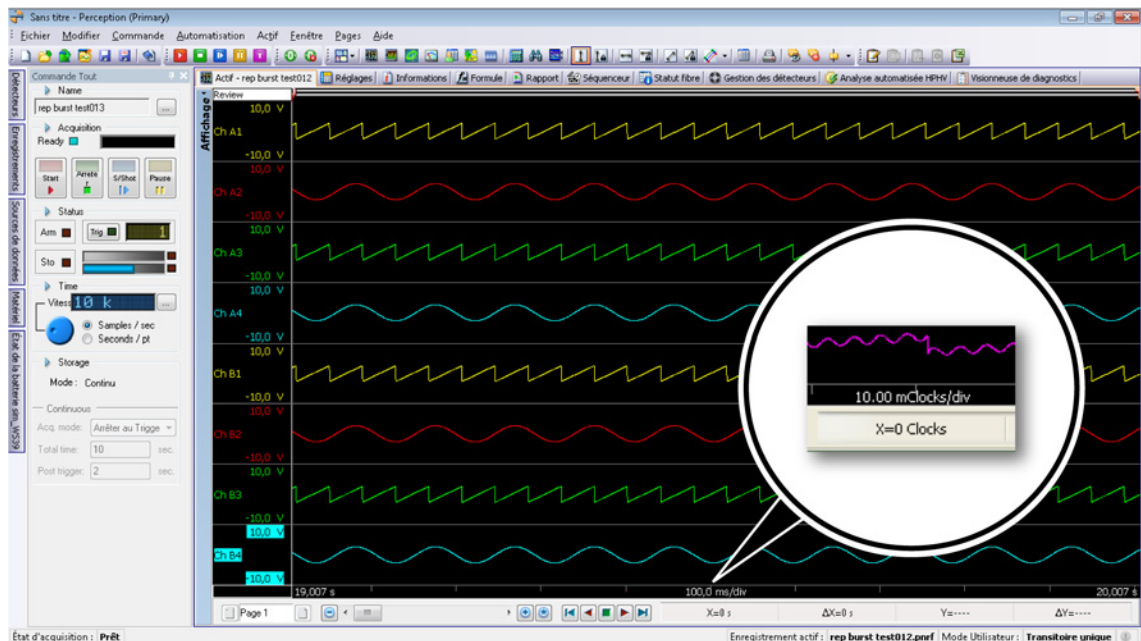 Sans titre - Perception (Primary)
Fichier Modifier Commande Automatisation Actif Fenêtre Pages Aide
Commande Tout
Actif - rep burst test012 Réglages Informations Formule Rapport Séquenceur Statut fibre Gestion des détecteurs Analyse automatisée HPHV Visionneuse de diagnostics
Détecteurs
Enregistrements
Sources de données
Matériel
État de la batterie sim_WS39
Name
rep burst test013 ...
Acquisition
Ready
Start Arrête S/Shot Pause
Status
Arm Trig 1
Sto
Time
Vitess 10 k ...
Samples / sec
Seconds / pt
Storage
Mode : Continu
Continuous
Acq. mode: Arrêter au Trigge
Total time: 10 sec.
Post trigger: 2 sec.
Affichage
Review
10,0 V
Ch A1
-10,0 V
10,0 V
Ch A2
-10,0 V
10,0 V
Ch A3
-10,0 V
10,0 V
Ch A4
-10,0 V
10,0 V
Ch B1
-10,0 V
10,0 V
Ch B2
-10,0 V
10,0 V
Ch B3
-10,0 V
10,0 V
Ch B4
-10,0 V
10.00 mClocks/div
X=0 Clocks
19,007 s 100,0 ms/div 20,007 s
Page 1 X=0 s ΔX=0 s Y=---- ΔY=----
État d'acquisition : Prêt Enregistrement actif : rep burst test012.pnrf Mode Utilisateur : Transitoire unique